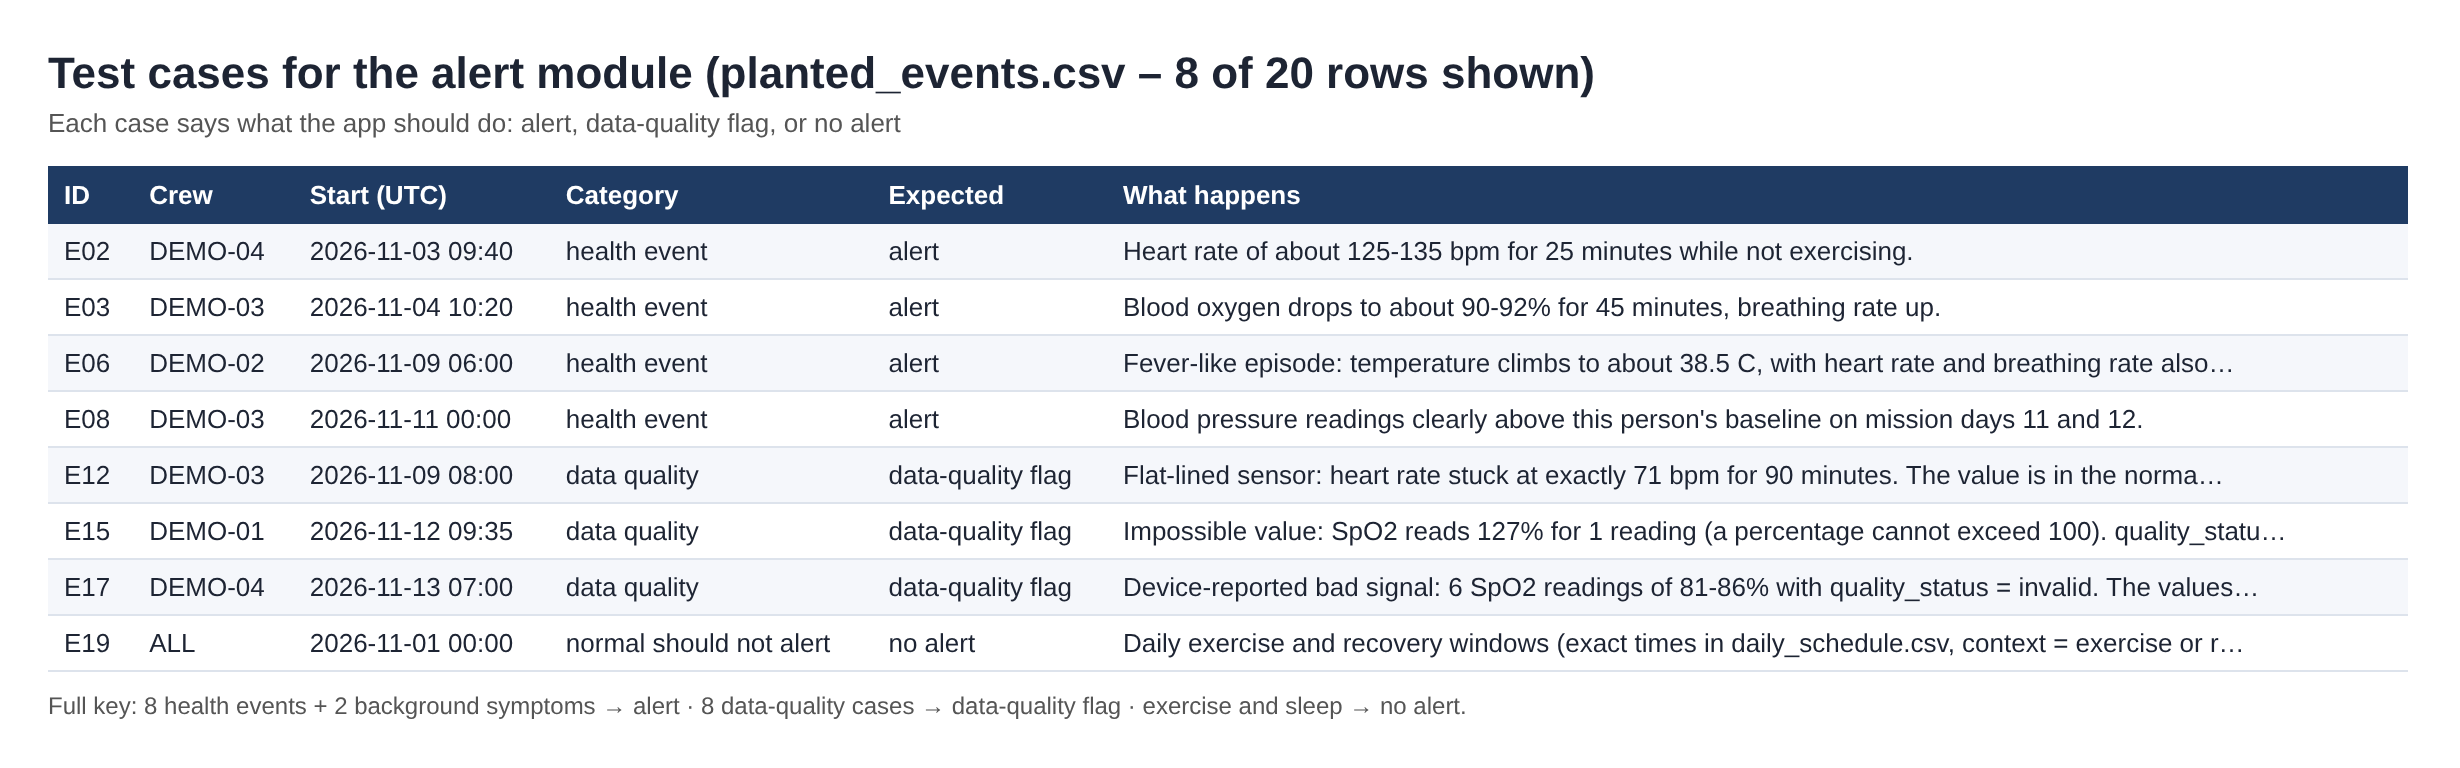 Test cases for the alert module (planted_events.csv – 8 of 20 rows shown)
Each case says what the app should do: alert, data-quality flag, or no alert
ID Crew Start (UTC) Category Expected What happens
E02 DEMO-04 2026-11-03 09:40 health event alert Heart rate of about 125-135 bpm for 25 minutes while not exercising.
E03 DEMO-03 2026-11-04 10:20 health event alert Blood oxygen drops to about 90-92% for 45 minutes, breathing rate up.
E06 DEMO-02 2026-11-09 06:00 health event alert Fever-like episode: temperature climbs to about 38.5 C, with heart rate and breathing rate also…
E08 DEMO-03 2026-11-11 00:00 health event alert Blood pressure readings clearly above this person's baseline on mission days 11 and 12.
E12 DEMO-03 2026-11-09 08:00 data quality data-quality flag Flat-lined sensor: heart rate stuck at exactly 71 bpm for 90 minutes. The value is in the norma…
E15 DEMO-01 2026-11-12 09:35 data quality data-quality flag Impossible value: SpO2 reads 127% for 1 reading (a percentage cannot exceed 100). quality_statu…
E17 DEMO-04 2026-11-13 07:00 data quality data-quality flag Device-reported bad signal: 6 SpO2 readings of 81-86% with quality_status = invalid. The values…
E19 ALL 2026-11-01 00:00 normal should not alert no alert Daily exercise and recovery windows (exact times in daily_schedule.csv, context = exercise or r…
Full key: 8 health events + 2 background symptoms → alert · 8 data-quality cases → data-quality flag · exercise and sleep → no alert.